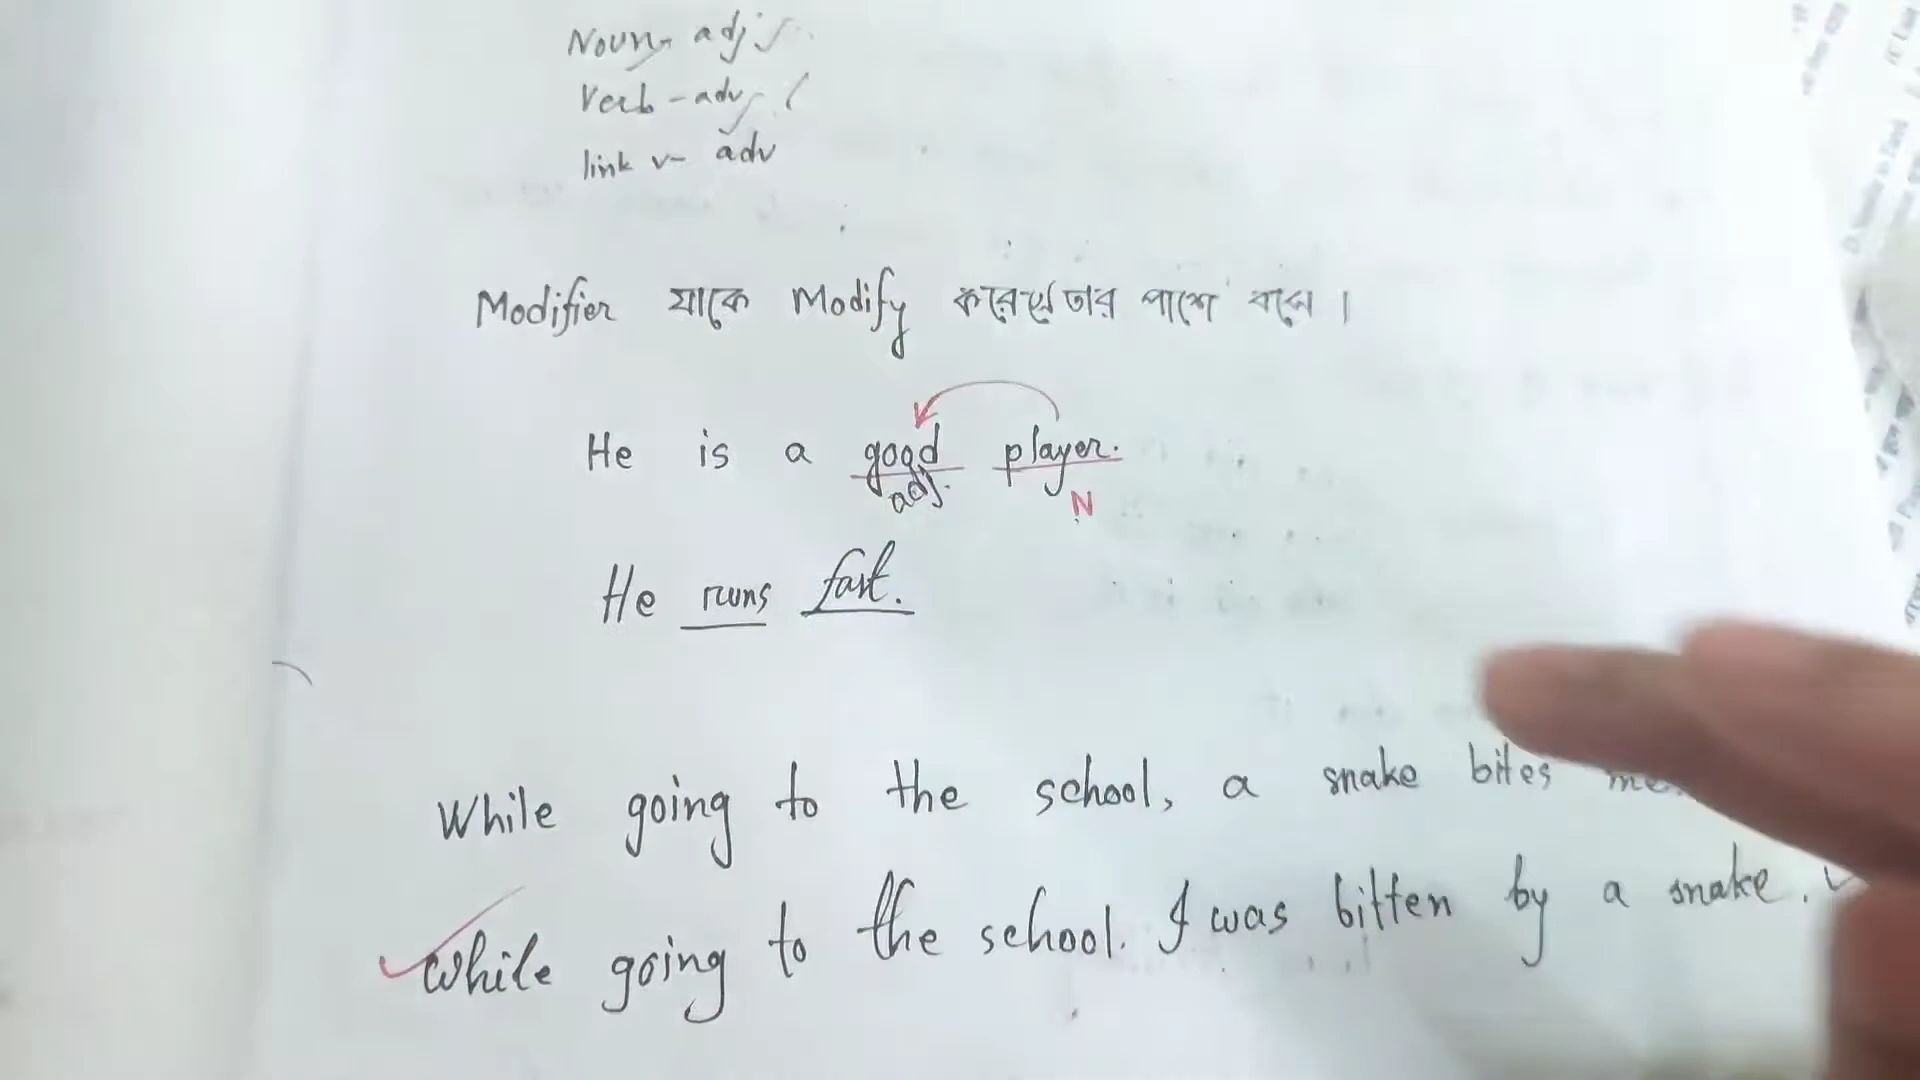 Noun - adj
Verb - adv
link v - adv
Modifier যাকে Modify করে তার পাশে বসে ।
He is a good player.
adj. N
He runs fast.
While going to the school, a snake bites me.
While going to the school. I was bitten by a snake.